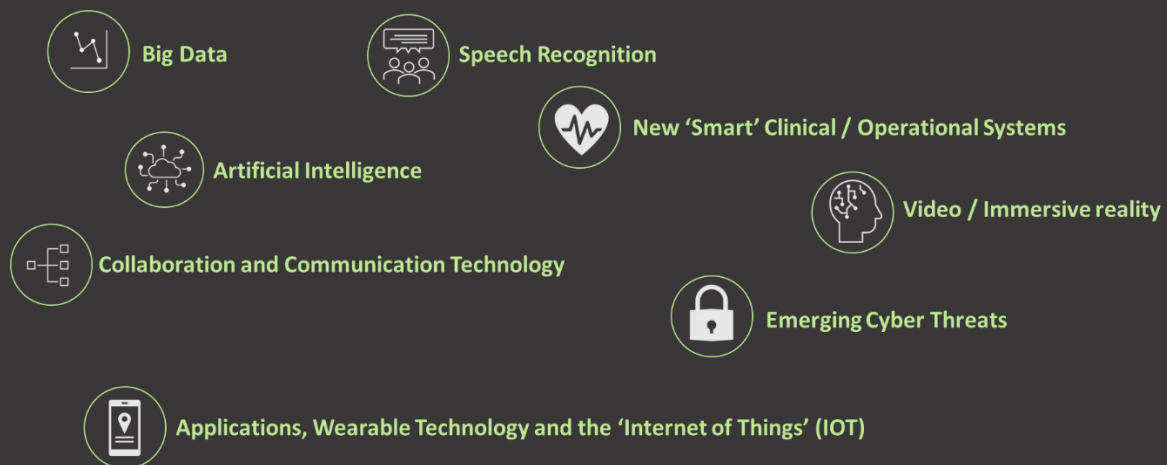 Big Data
Speech Recognition
New ‘Smart’ Clinical / Operational Systems
Artificial Intelligence
Video / Immersive reality
Collaboration and Communication Technology
Emerging Cyber Threats
Applications, Wearable Technology and the ‘Internet of Things’ (IOT)